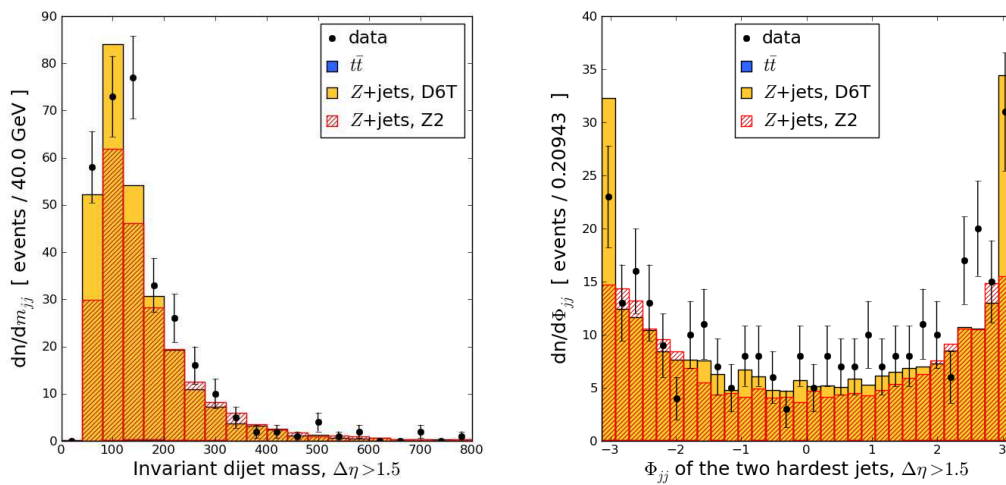 dn/dm_jj [ events / 40.0 GeV ]
90
80
70
60
50
40
30
20
10
0
data
tt̄
Z+jets, D6T
Z+jets, Z2
0 100 200 300 400 500 600 700 800
Invariant dijet mass, Δη>1.5
dn/dΦ_jj [ events / 0.20943 ]
40
35
30
25
20
15
10
5
0
data
tt̄
Z+jets, D6T
Z+jets, Z2
−3 −2 −1 0 1 2 3
Φ_jj of the two hardest jets, Δη>1.5